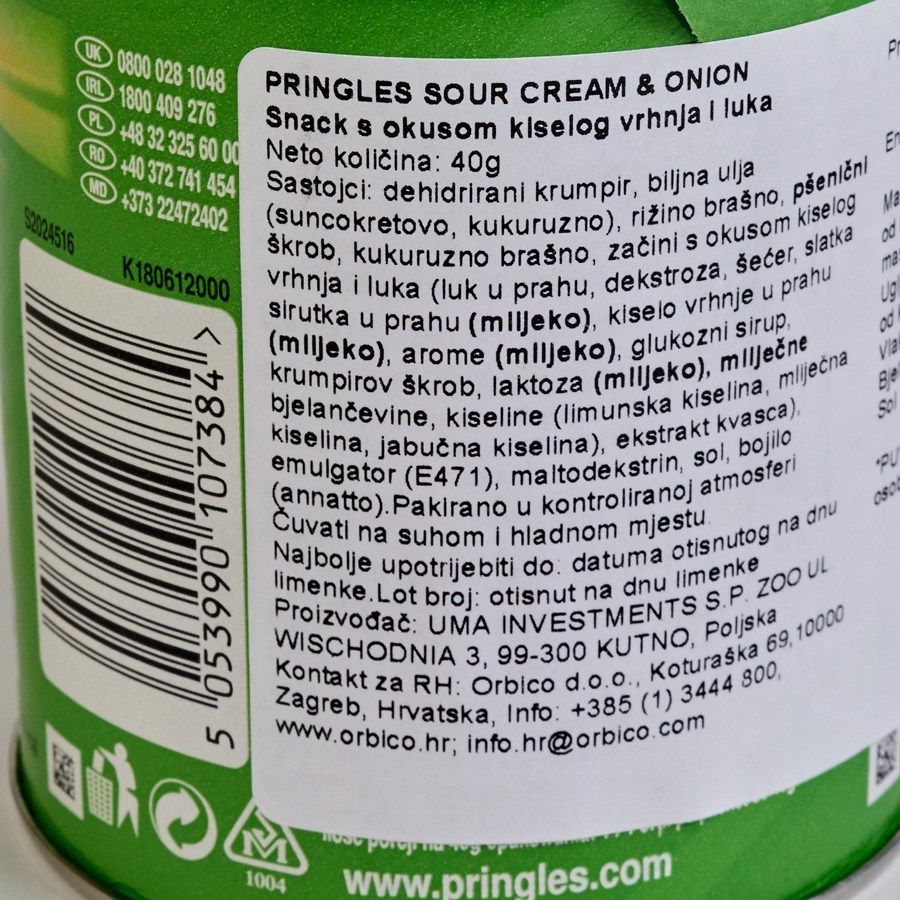 UK 0800 028 1048
IRL 1800 409 276
PL +48 32 325 60 00
RO +40 372 741 454
MD +373 22472402
S2024516
K180612000
5 053990 107384 >
PRINGLES SOUR CREAM & ONION
Snack s okusom kiselog vrhnja i luka
Neto količina: 40g
Sastojci: dehidrirani krumpir, biljna ulja
(suncokretovo, kukuruzno), rižino brašno, pšenični
škrob, kukuruzno brašno, začini s okusom kiselog
vrhnja i luka (luk u prahu, dekstroza, šećer, slatka
sirutka u prahu (mlijeko), kiselo vrhnje u prahu
(mlijeko), arome (mlijeko), glukozni sirup,
krumpirov škrob, laktoza (mlijeko), mliječne
bjelančevine, kiseline (limunska kiselina, mliječna
kiselina, jabučna kiselina), ekstrakt kvasca),
emulgator (E471), maltodekstrin, sol, bojilo
(annatto).Pakirano u kontroliranoj atmosferi
Čuvati na suhom i hladnom mjestu.
Najbolje upotrijebiti do: datuma otisnutog na dnu
limenke.Lot broj: otisnut na dnu limenke
Proizvođač: UMA INVESTMENTS S.P. ZOO UL.
WISCHODNIA 3, 99-300 KUTNO, Poljska
Kontakt za RH: Orbico d.o.o., Koturaška 69,10000
Zagreb, Hrvatska, Info: +385 (1) 3444 800,
www.orbico.hr; info.hr@orbico.com
1004
www.pringles.com